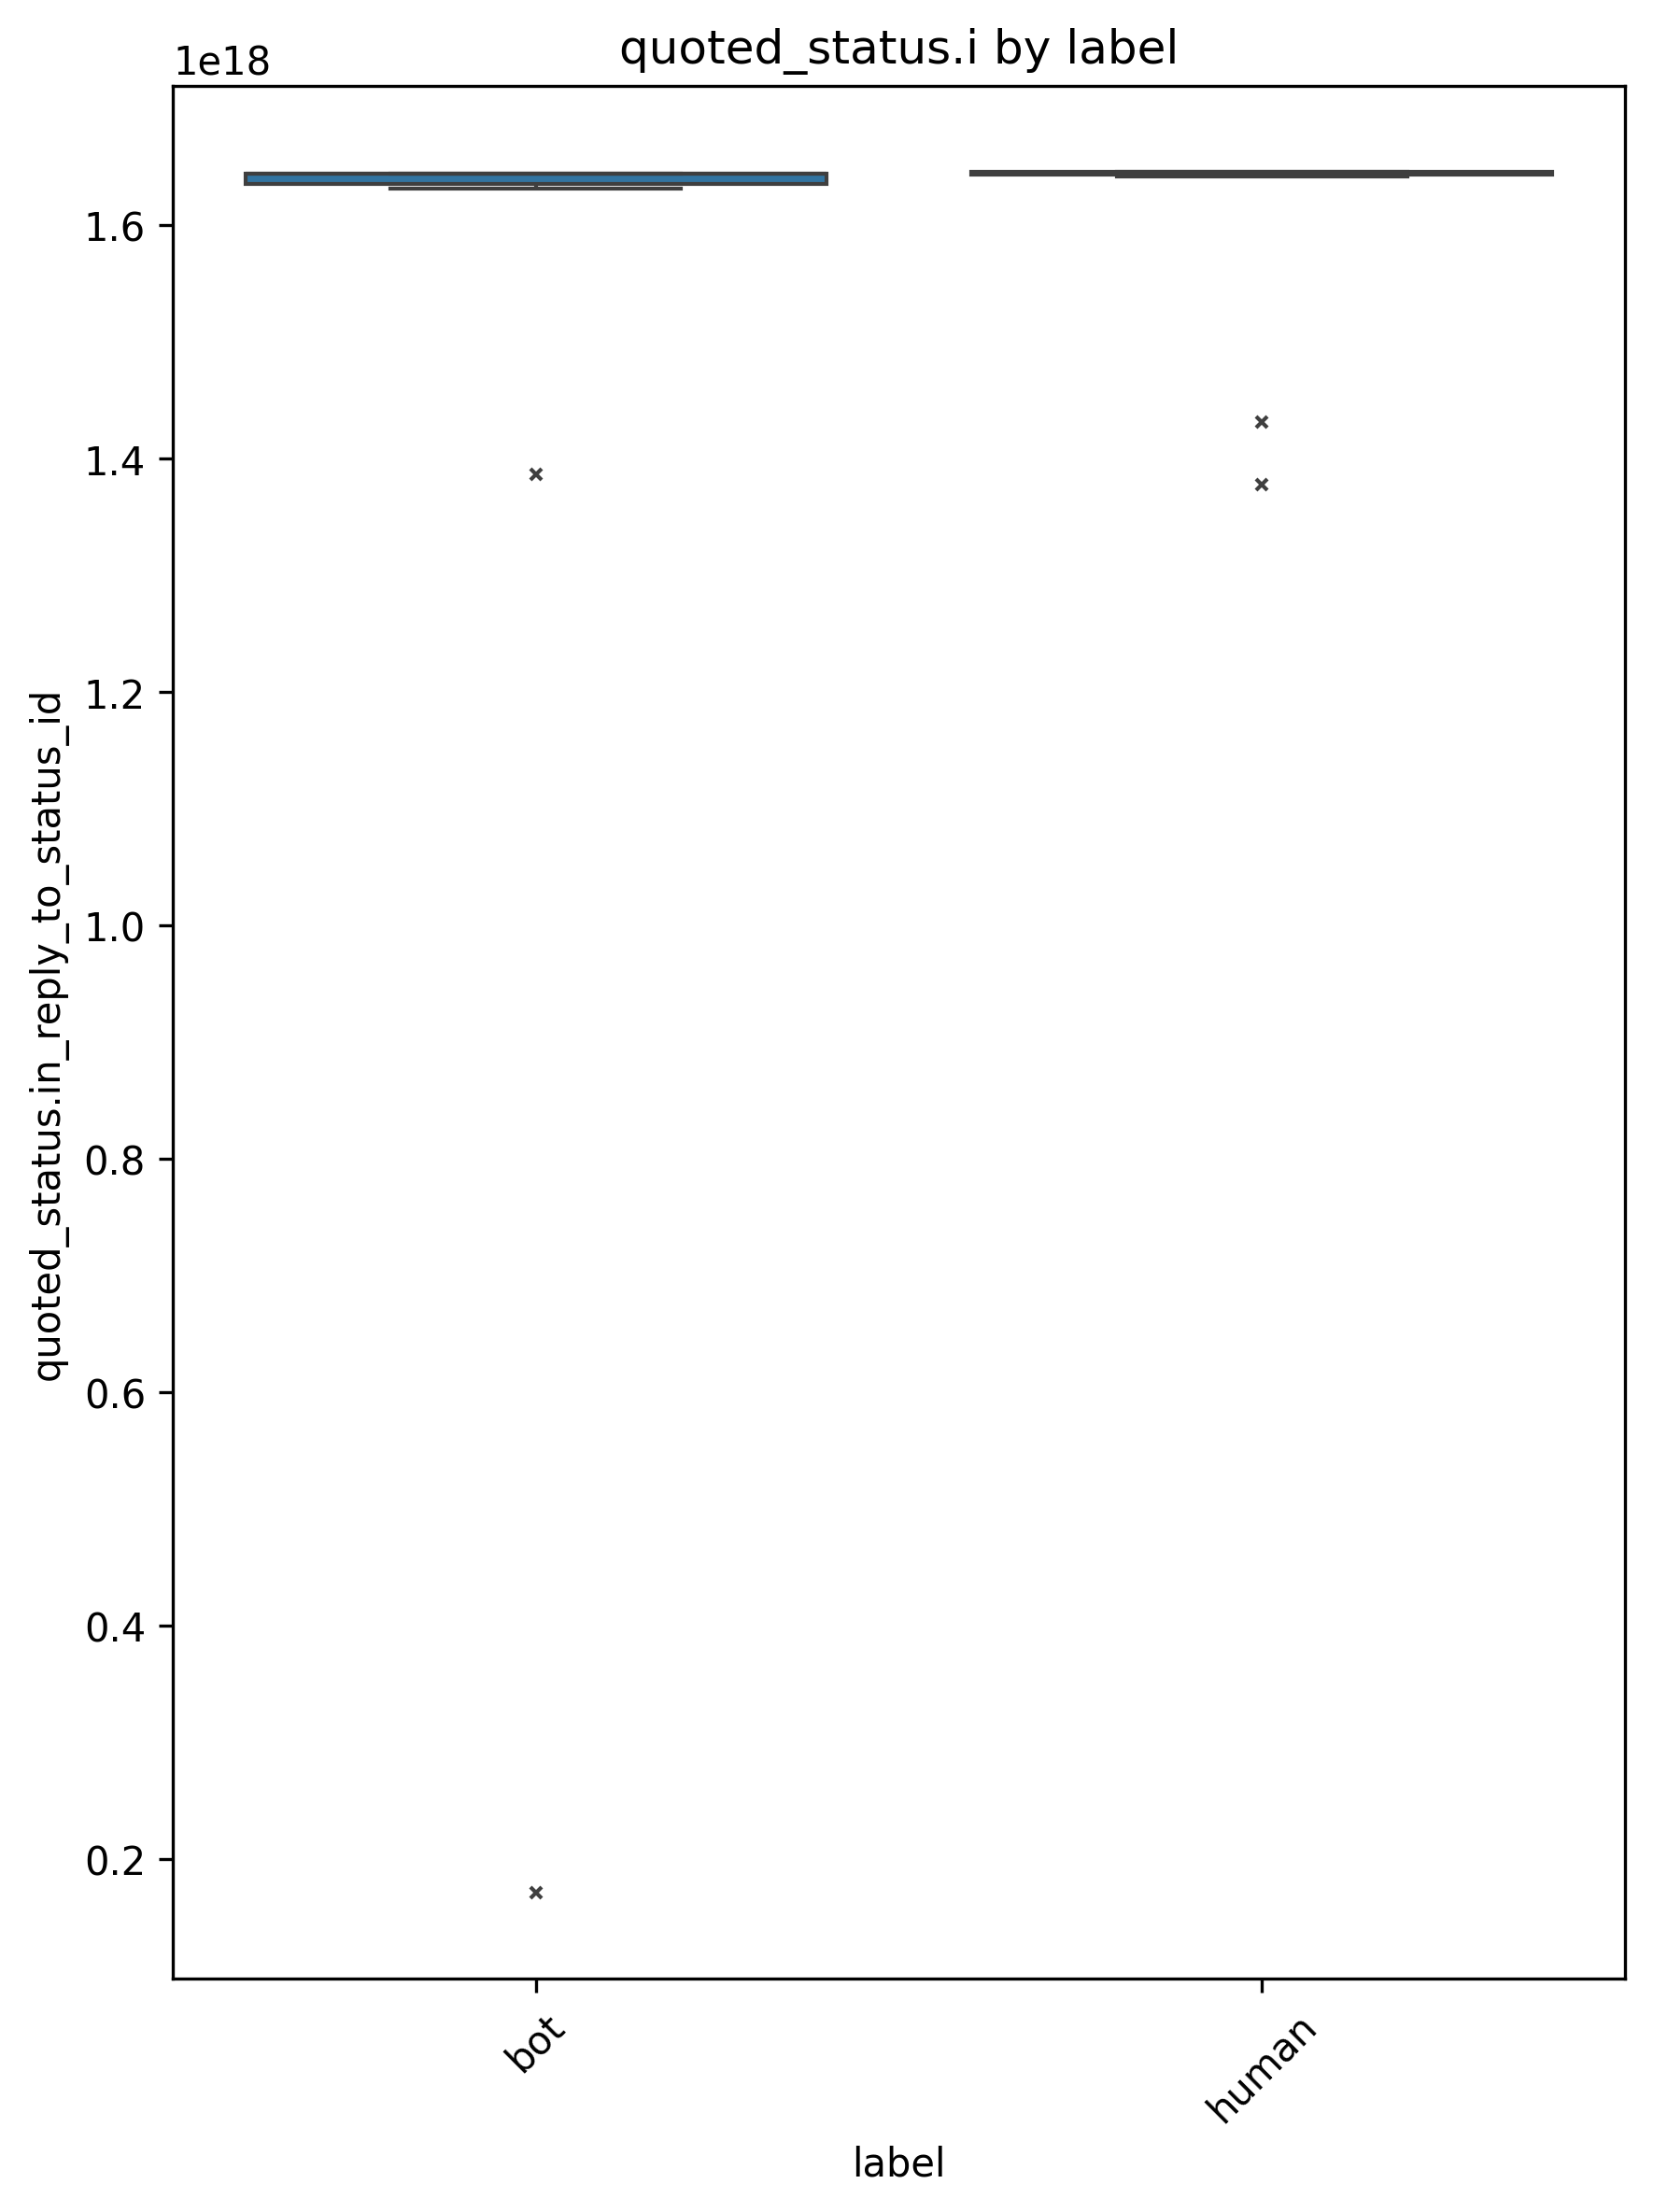 quoted_status.i by label
1e18
1.6
1.4
1.2
1.0
0.8
0.6
0.4
0.2
quoted_status.in_reply_to_status_id
bot
human
label